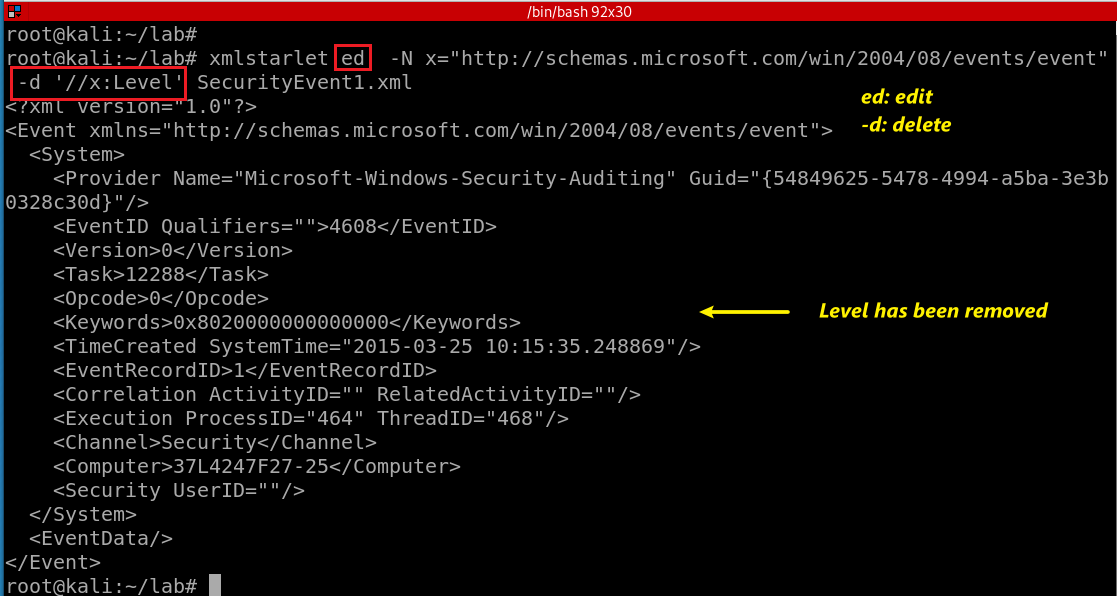 /bin/bash 92x30
root@kali:~/lab#
root@kali:~/lab# xmlstarlet ed  -N x="http://schemas.microsoft.com/win/2004/08/events/event"
 -d '//x:Level' SecurityEvent1.xml
<?xml version="1.0"?>
ed: edit
<Event xmlns="http://schemas.microsoft.com/win/2004/08/events/event">
-d: delete
  <System>
    <Provider Name="Microsoft-Windows-Security-Auditing" Guid="{54849625-5478-4994-a5ba-3e3b
0328c30d}"/>
    <EventID Qualifiers="">4608</EventID>
    <Version>0</Version>
    <Task>12288</Task>
    <Opcode>0</Opcode>
    <Keywords>0x8020000000000000</Keywords>
Level has been removed
    <TimeCreated SystemTime="2015-03-25 10:15:35.248869"/>
    <EventRecordID>1</EventRecordID>
    <Correlation ActivityID="" RelatedActivityID=""/>
    <Execution ProcessID="464" ThreadID="468"/>
    <Channel>Security</Channel>
    <Computer>37L4247F27-25</Computer>
    <Security UserID=""/>
  </System>
  <EventData/>
</Event>
root@kali:~/lab#